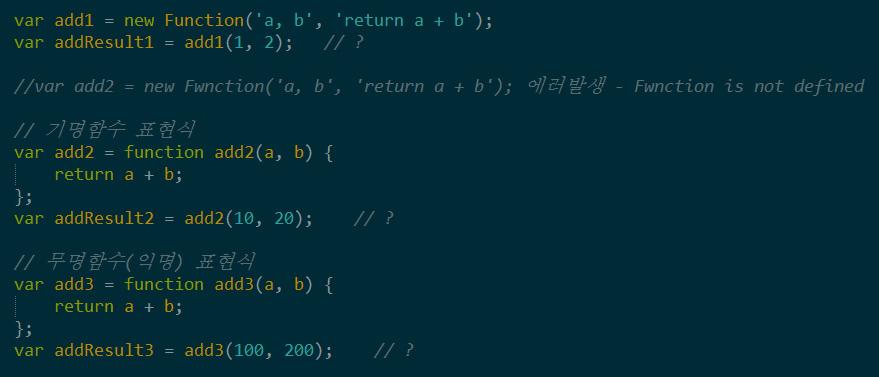 var add1 = new Function('a, b', 'return a + b');
var addResult1 = add1(1, 2);   // ?
//var add2 = new Fwnction('a, b', 'return a + b'); 에러발생 - Fwnction is not defined
// 기명함수 표현식
var add2 = function add2(a, b) {
    return a + b;
};
var addResult2 = add2(10, 20);    // ?
// 무명함수(익명) 표현식
var add3 = function add3(a, b) {
    return a + b;
};
var addResult3 = add3(100, 200);    // ?